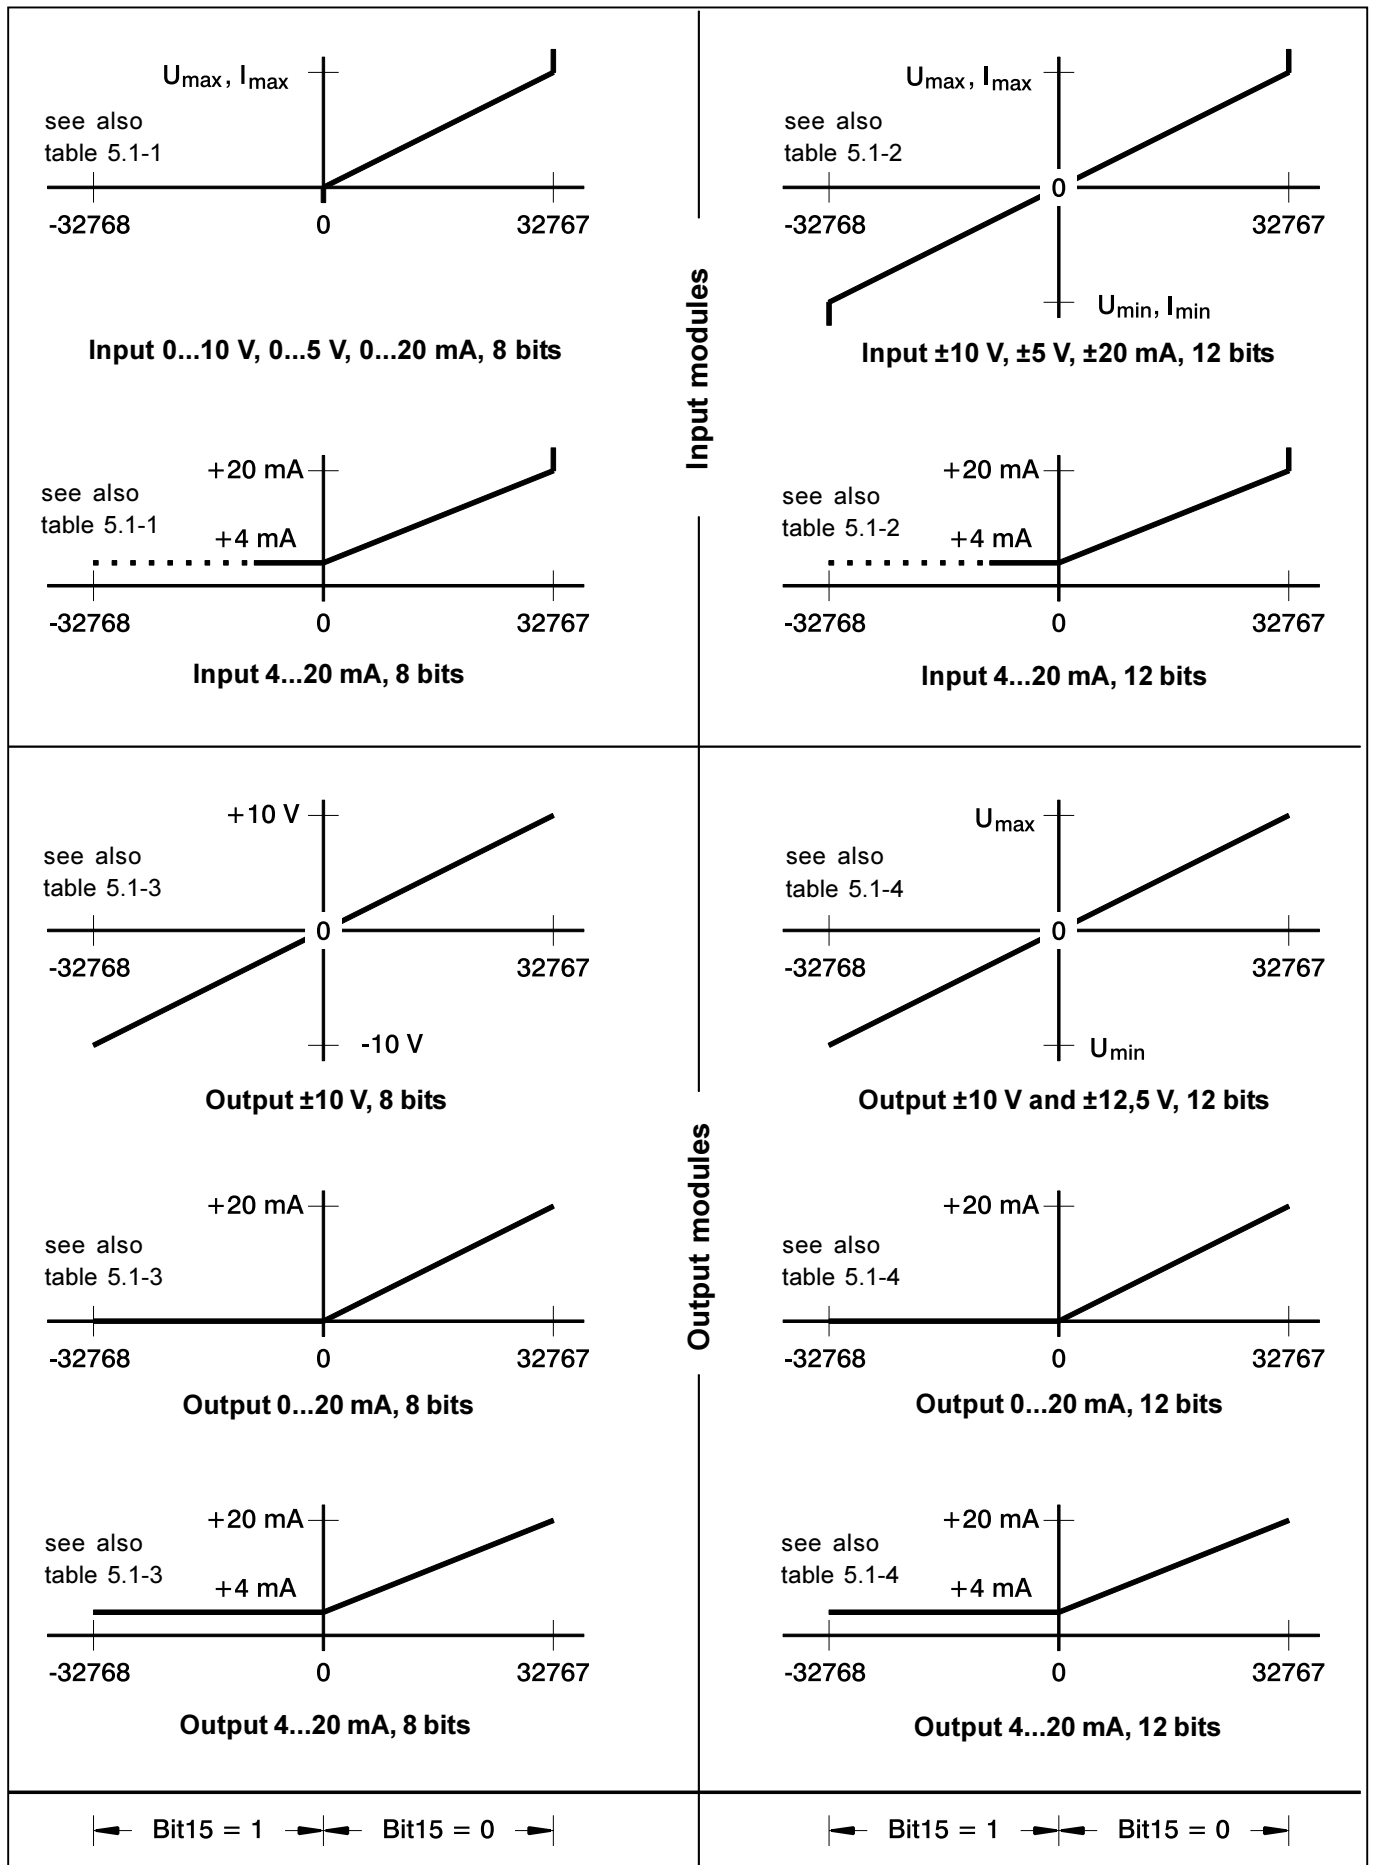 Umax, Imax
see also
table 5.1-1
-32768 0 32767
Input 0...10 V, 0...5 V, 0...20 mA, 8 bits
Umax, Imax
see also
table 5.1-2
0
-32768 32767
Umin, Imin
Input ±10 V, ±5 V, ±20 mA, 12 bits
Input modules
+20 mA
see also
table 5.1-1
+4 mA
-32768 0 32767
Input 4...20 mA, 8 bits
+20 mA
see also
table 5.1-2
+4 mA
-32768 0 32767
Input 4...20 mA, 12 bits
+10 V
see also
table 5.1-3
0
-32768 32767
-10 V
Output ±10 V, 8 bits
Umax
see also
table 5.1-4
0
-32768 32767
Umin
Output ±10 V and ±12,5 V, 12 bits
Output modules
+20 mA
see also
table 5.1-3
-32768 0 32767
Output 0...20 mA, 8 bits
+20 mA
see also
table 5.1-4
-32768 0 32767
Output 0...20 mA, 12 bits
+20 mA
see also
table 5.1-3
+4 mA
-32768 0 32767
Output 4...20 mA, 8 bits
+20 mA
see also
table 5.1-4
+4 mA
-32768 0 32767
Output 4...20 mA, 12 bits
Bit15 = 1 Bit15 = 0
Bit15 = 1 Bit15 = 0